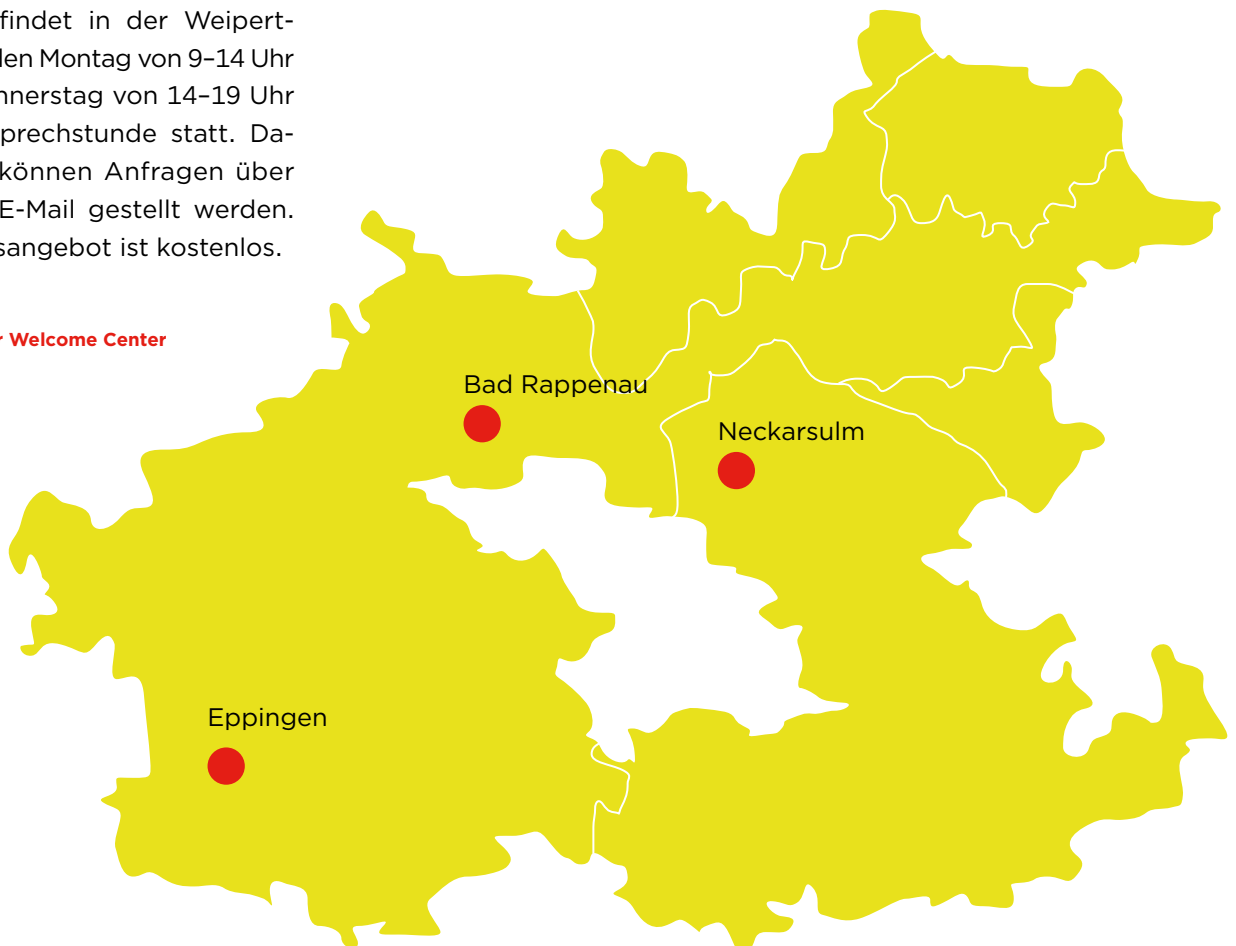 findet in der Weipert-
den Montag von 9–14 Uhr
nnerstag von 14–19 Uhr
prechstunde statt. Da-
können Anfragen über
E-Mail gestellt werden.
sangebot ist kostenlos.
r Welcome Center
Bad Rappenau
Neckarsulm
Eppingen